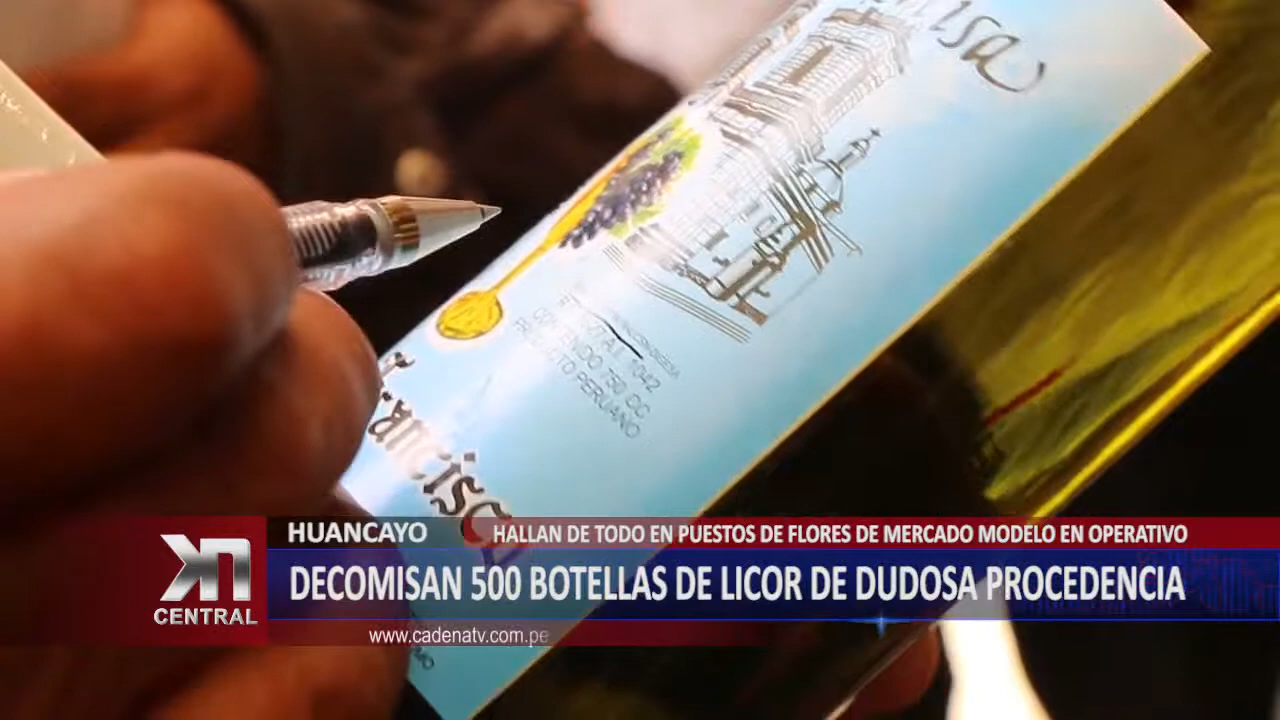 CONTENIDO 750 CC
PRODUCTO PERUANO
HUANCAYO
HALLAN DE TODO EN PUESTOS DE FLORES DE MERCADO MODELO EN OPERATIVO
DECOMISAN 500 BOTELLAS DE LICOR DE DUDOSA PROCEDENCIA
KN
CENTRAL
www.cadenatv.com.pe